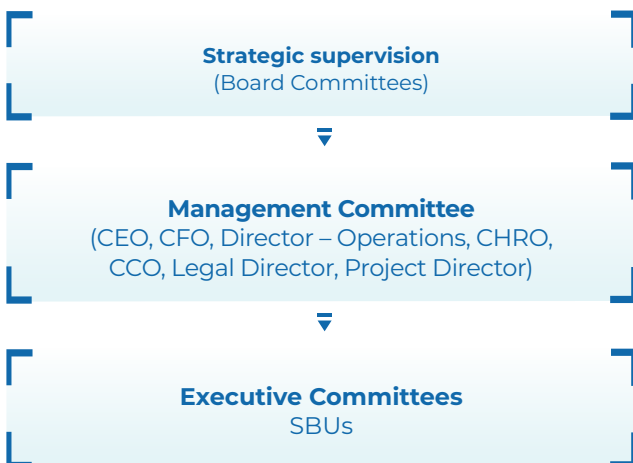 Strategic supervision
(Board Committees)
Management Committee
(CEO, CFO, Director – Operations, CHRO,
CCO, Legal Director, Project Director)
Executive Committees
SBUs